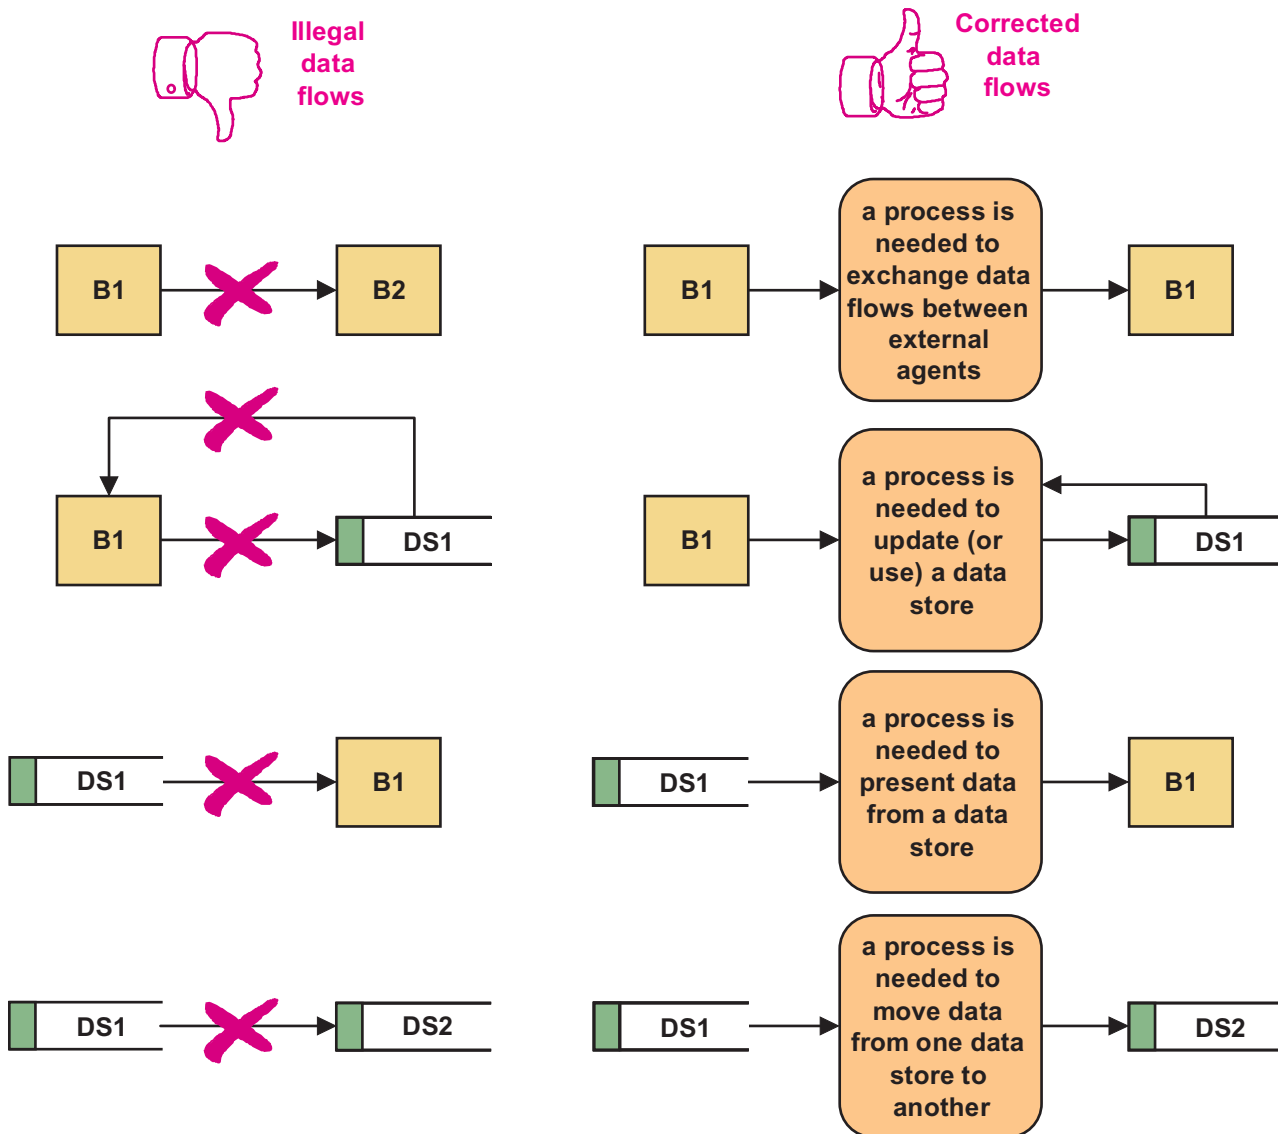 Illegal
data
flows
Corrected
data
flows
B1
B2
B1
a process is
needed to
exchange data
flows between
external
agents
B1
B1
DS1
B1
a process is
needed to
update (or
use) a data
store
DS1
DS1
B1
DS1
a process is
needed to
present data
from a data
store
B1
DS1
DS2
DS1
a process is
needed to
move data
from one data
store to
another
DS2